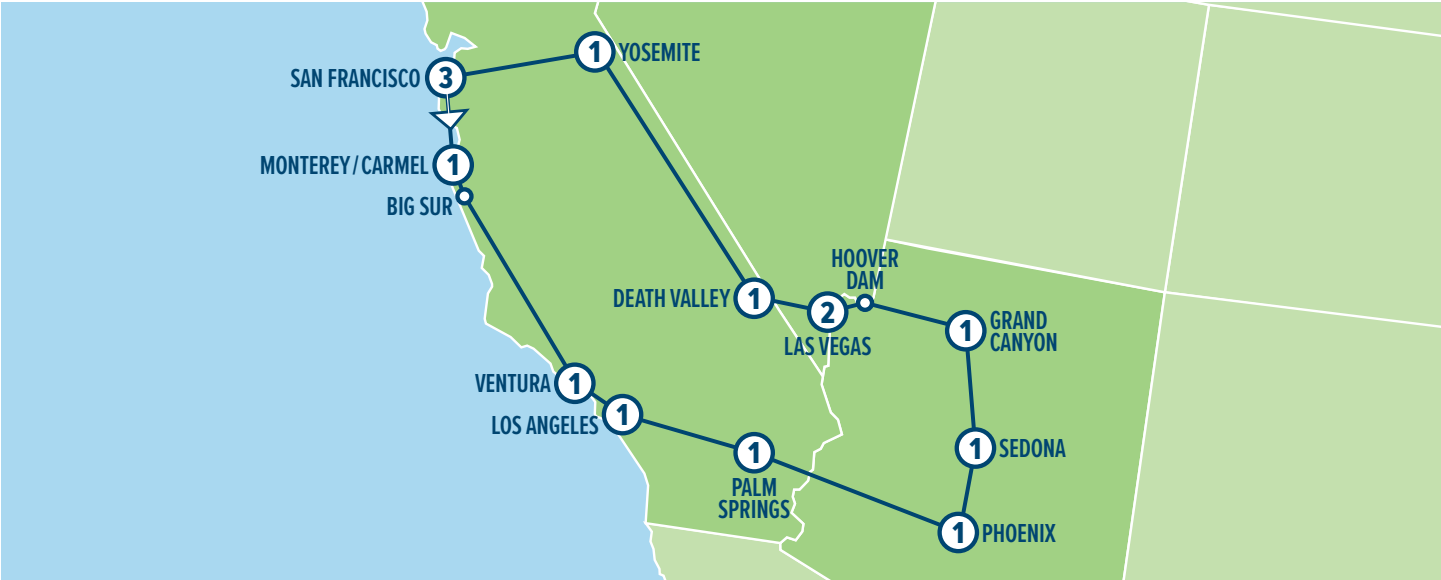 1
YOSEMITE
SAN FRANCISCO
3
MONTEREY/CARMEL
1
BIG SUR
HOOVER
DAM
DEATH VALLEY
1
2
LAS VEGAS
1
GRAND
CANYON
VENTURA
1
LOS ANGELES
1
1
SEDONA
1
PALM
SPRINGS
1
PHOENIX